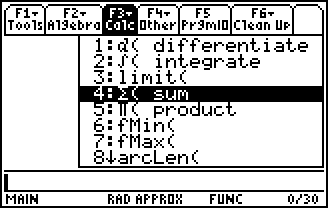 F1▾ F2▾ F3▾ F4▾ F5 F6▾
Tools Algebra Calc Other PrgmIO Clean Up
1:d( differentiate
2:∫( integrate
3:limit(
4:Σ( sum
5:Π( product
6:fMin(
7:fMax(
8↓arcLen(
MAIN RAD APPROX FUNC 0/30